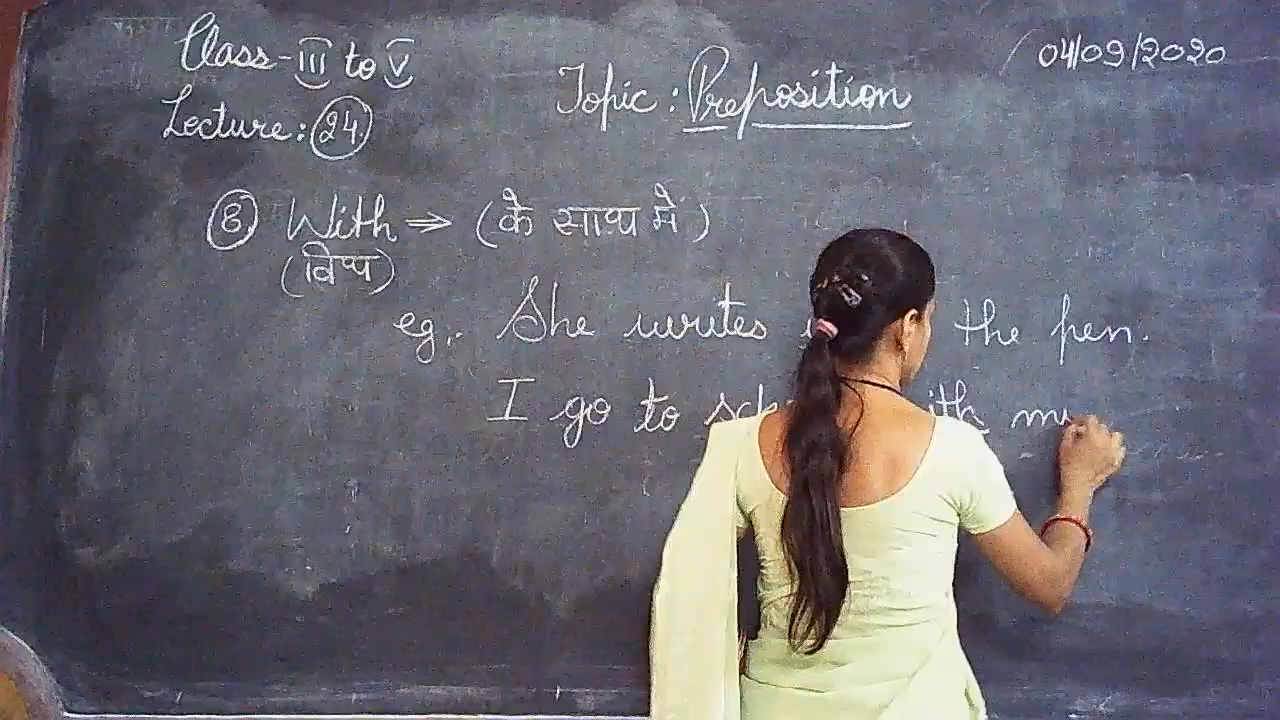 Class - III to V
Lecture: 24
Topic: Preposition
04/09/2020
8 With ⇒ (के साथ में)
(विथ)
eg:- She writes the pen.
I go to